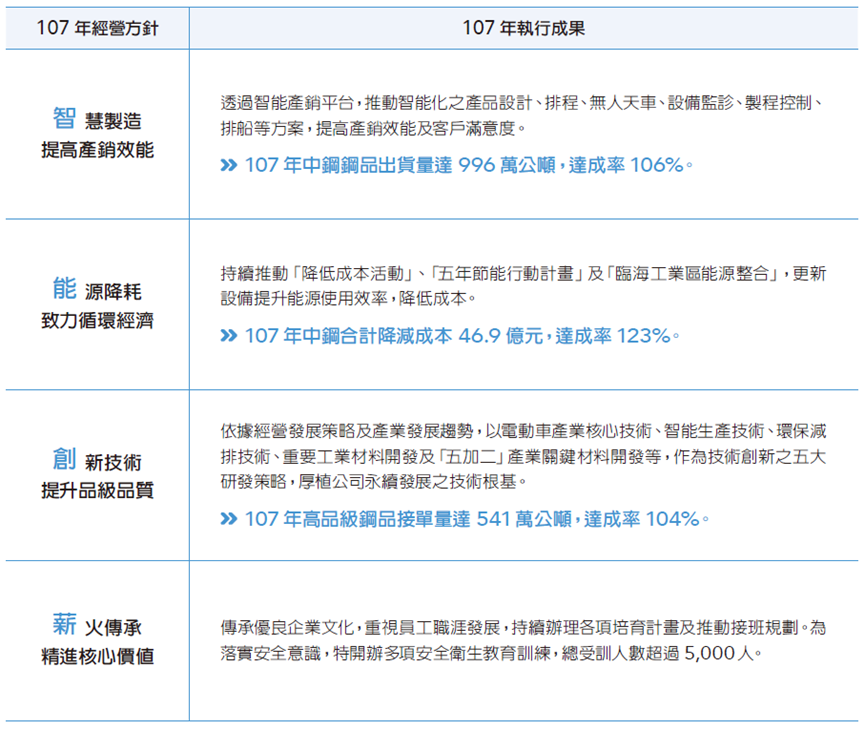 107 年經營方針
107 年執行成果
智 慧製造
提高產銷效能
透過智能產銷平台，推動智能化之產品設計、排程、無人天車、設備監診、製程控制、
排船等方案，提高產銷效能及客戶滿意度。
» 107 年中鋼鋼品出貨量達 996 萬公噸，達成率 106%。
能 源降耗
致力循環經濟
持續推動「降低成本活動」、「五年節能行動計畫」及「臨海工業區能源整合」，更新
設備提升能源使用效率，降低成本。
» 107 年中鋼合計降減成本 46.9 億元，達成率 123%。
創 新技術
提升品級品質
依據經營發展策略及產業發展趨勢，以電動車產業核心技術、智能生產技術、環保減
排技術、重要工業材料開發及「五加二」產業關鍵材料開發等，作為技術創新之五大
研發策略，厚植公司永續發展之技術根基。
» 107 年高品級鋼品接單量達 541 萬公噸，達成率 104%。
薪 火傳承
精進核心價值
傳承優良企業文化，重視員工職涯發展，持續辦理各項培育計畫及推動接班規劃。為
落實安全意識，特開辦多項安全衛生教育訓練，總受訓人數超過 5,000 人。